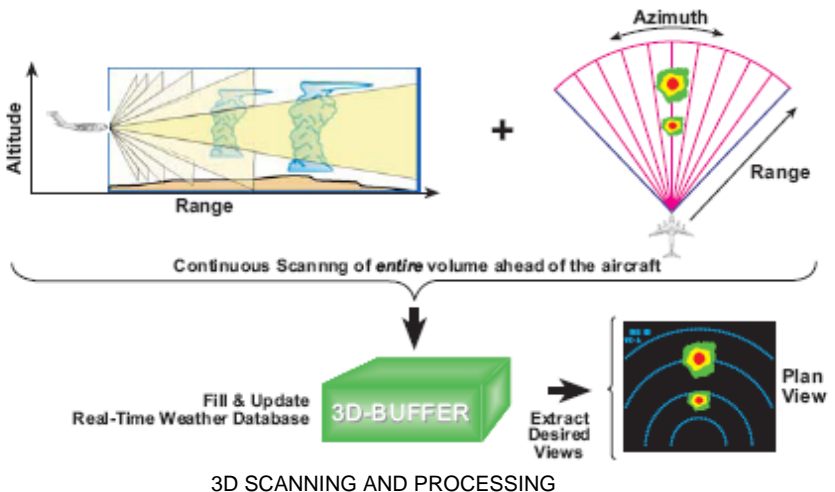 Azimuth
Altitude
+
Range
Range
Continuous Scannng of entire volume ahead of the aircraft
Fill & Update
Real-Time Weather Database
3D-BUFFER
Extract
Desired
Views
Plan
View
3D SCANNING AND PROCESSING